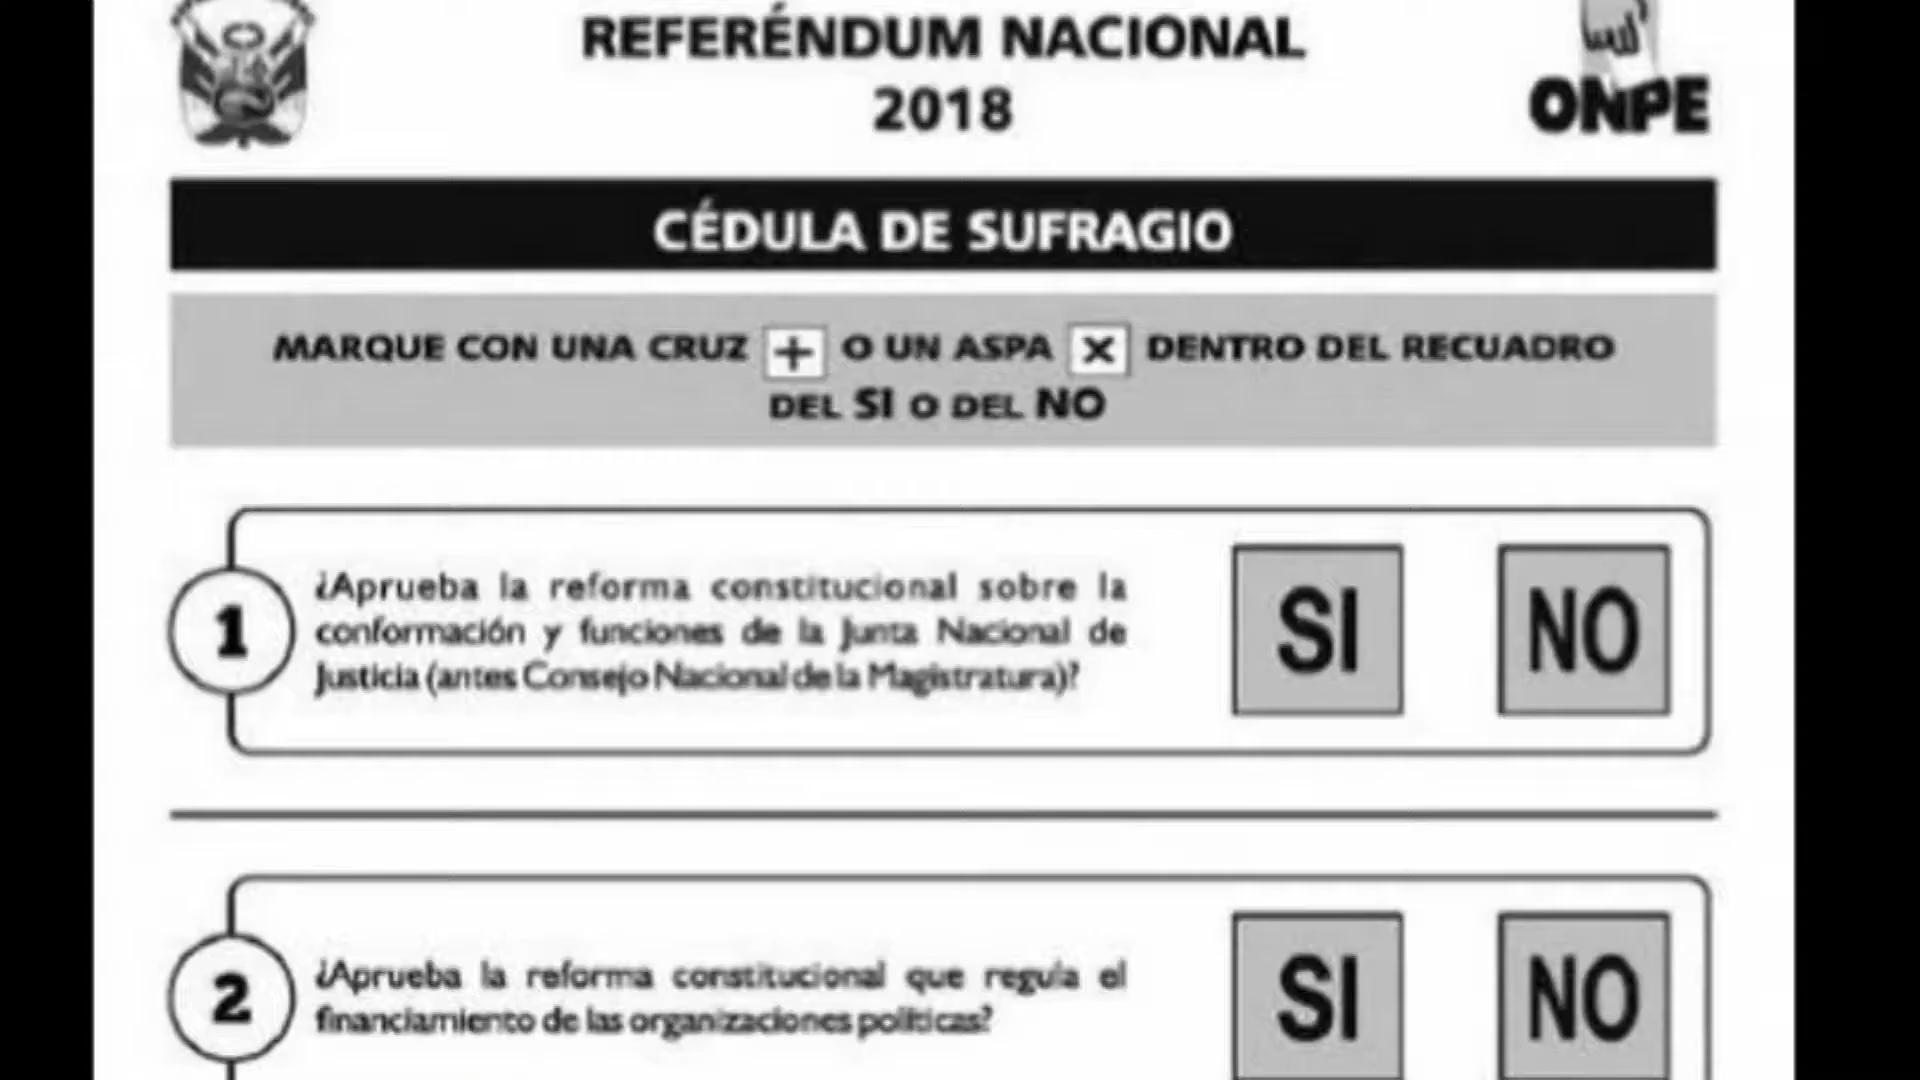 REFERÉNDUM NACIONAL
2018
ONPE
CÉDULA DE SUFRAGIO
MARQUE CON UNA CRUZ + O UN ASPA X DENTRO DEL RECUADRO
DEL SI O DEL NO
1
¿Aprueba la reforma constitucional sobre la
conformación y funciones de la Junta Nacional de
Justicia (antes Consejo Nacional de la Magistratura)?
SI NO
2
¿Aprueba la reforma constitucional que regula el
financiamiento de las organizaciones políticas?
SI NO